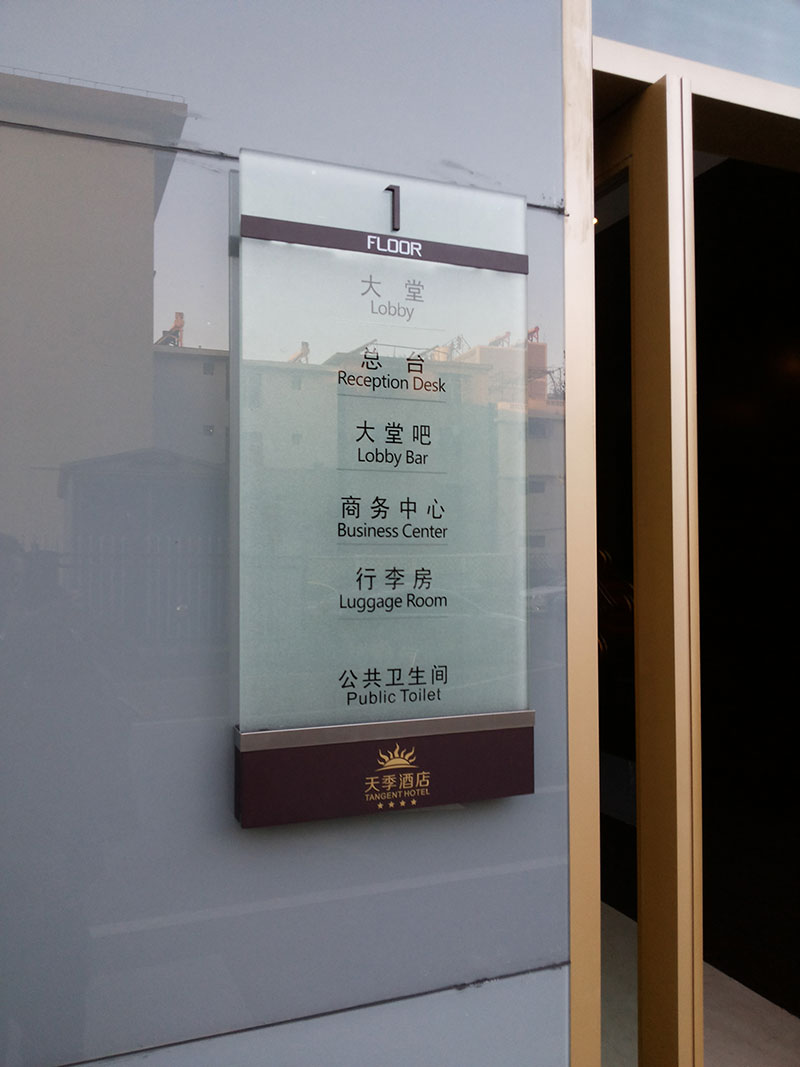 1
FLOOR
大堂
Lobby
总台
Reception Desk
大堂吧
Lobby Bar
商务中心
Business Center
行李房
Luggage Room
公共卫生间
Public Toilet
天季酒店
TANGENT HOTEL